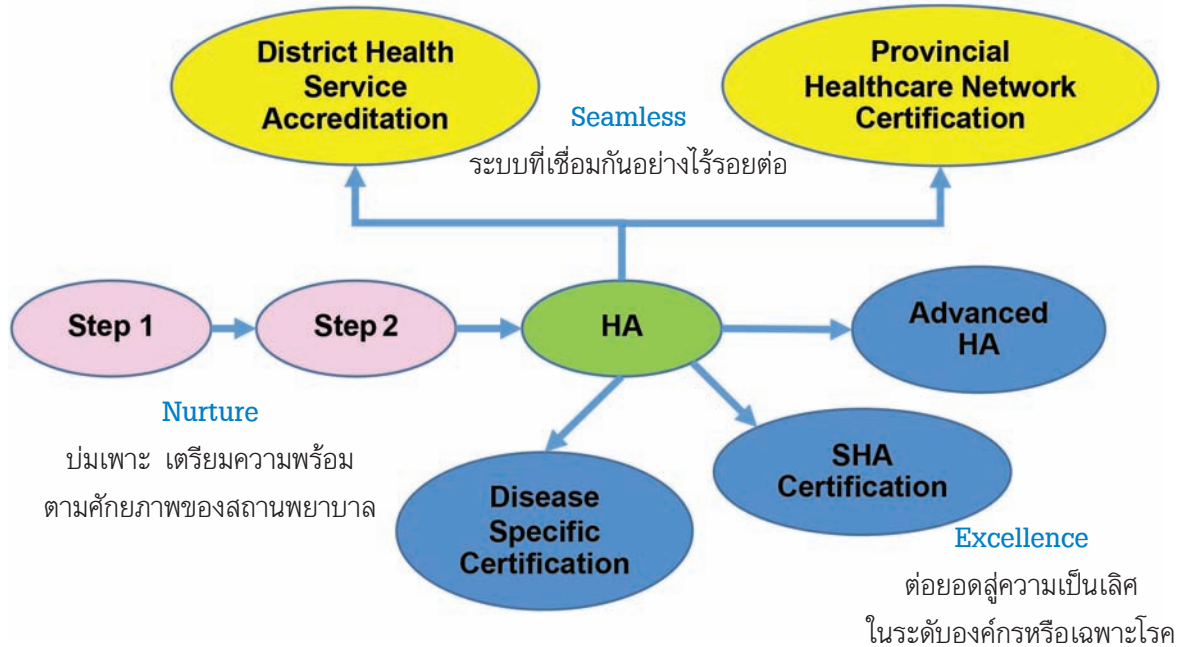 District Health
Service
Accreditation
Provincial
Healthcare Network
Certification
Seamless
ระบบที่เชื่อมกันอย่างไร้รอยต่อ
Step 1
Step 2
HA
Advanced
HA
Nurture
บ่มเพาะ เตรียมความพร้อม
ตามศักยภาพของสถานพยาบาล
Disease
Specific
Certification
SHA
Certification
Excellence
ต่อยอดสู่ความเป็นเลิศ
ในระดับองค์กรหรือเฉพาะโรค